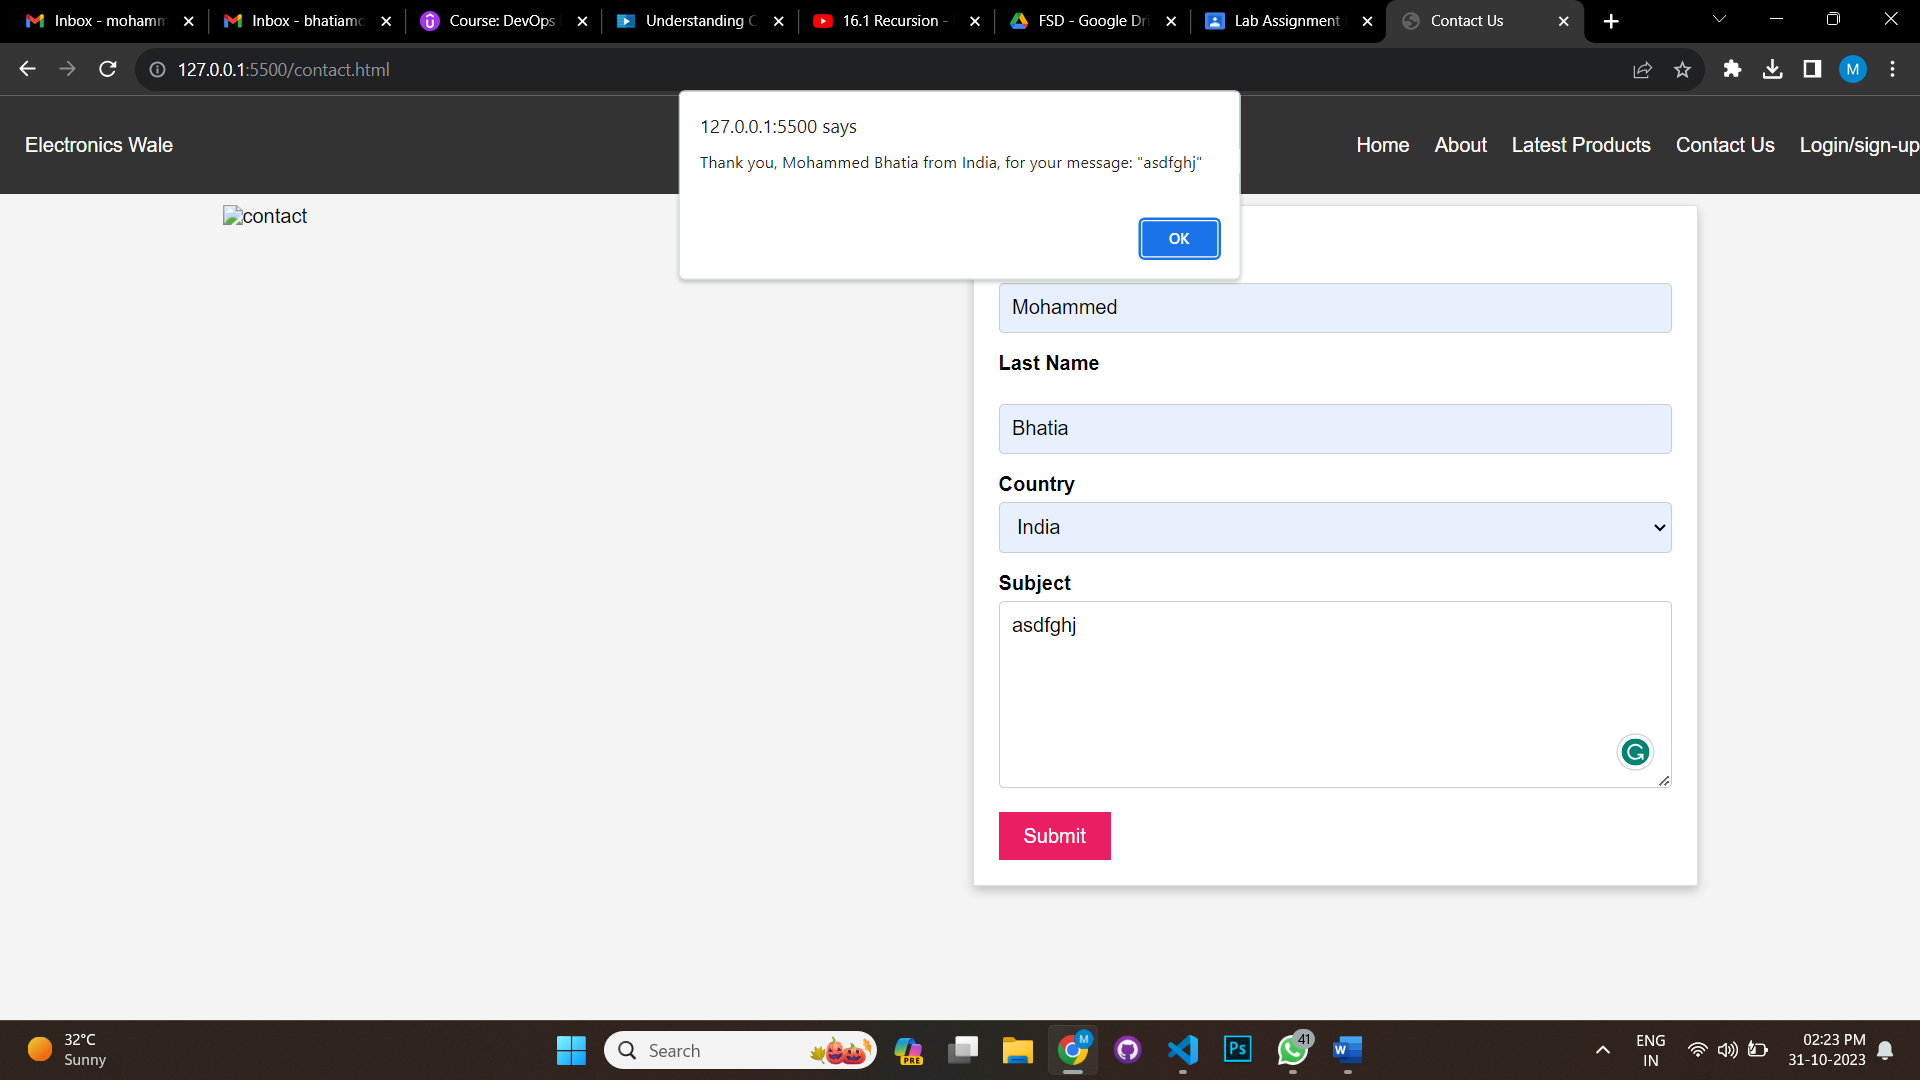 Inbox - mohamm
Inbox - bhatiamo
Course: DevOps
Understanding C
16.1 Recursion -
FSD - Google Dri
Lab Assignment
Contact Us
127.0.0.1:5500/contact.html
M
Electronics Wale
Home
About
Latest Products
Contact Us
Login/sign-up
127.0.0.1:5500 says
Thank you, Mohammed Bhatia from India, for your message: "asdfghj"
OK
contact
Mohammed
Last Name
Bhatia
Country
India
Subject
asdfghj
Submit
32°C
Sunny
Search
PRE
M
Ps
41
W
ENG
IN
02:23 PM
31-10-2023